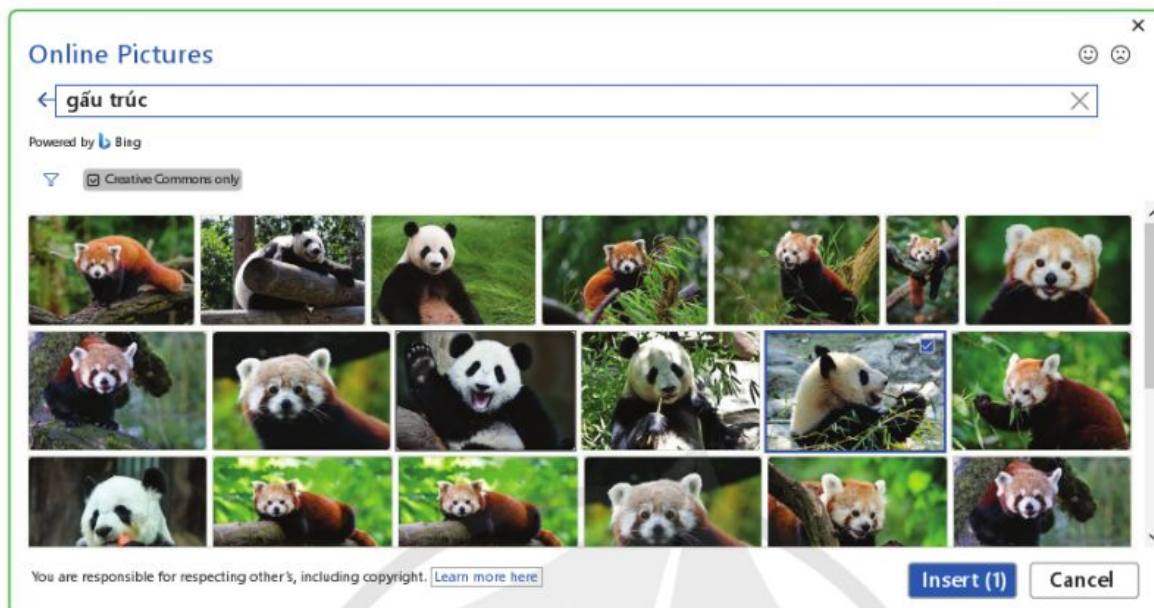 Online Pictures
gấu trúc
Powered by Bing
Creative Commons only
You are responsible for respecting other's, including copyright. Learn more here
Insert (1) Cancel